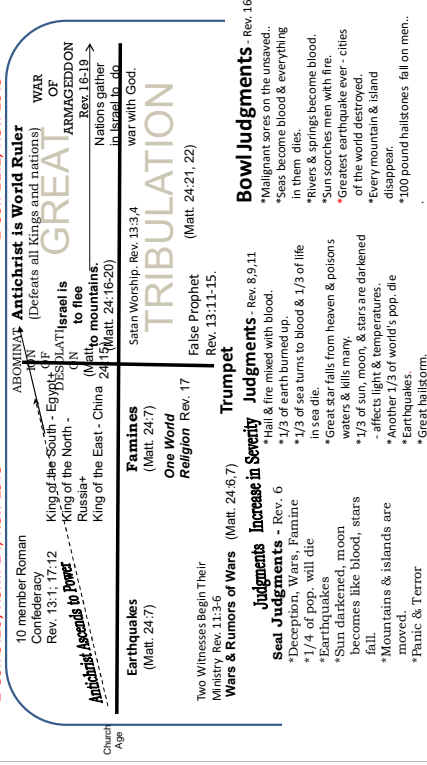 10 member Roman
Confederacy
Rev. 13:1; 17:12
King of the South - Egypt+
King of the North -
Russia+
King of the East - China
Antichrist Ascends to Power
ABOMINAT
ION
OF
DESOLATI
ON
(Matt.
24:15)
Antichrist is World Ruler
(Defeats all Kings and nations)
GREAT
Israel is
to flee
to mountains.
(Matt. 24:16-20)
WAR
OF
ARMAGEDDON
Rev. 16-19
Nations gather
in Israel to do
war with God.
Church
Age
Earthquakes
(Matt. 24:7)
Famines
(Matt. 24:7)
One World
Religion Rev. 17
Satan Worship. Rev. 13:3,4
TRIBULATION
False Prophet
Rev. 13:11-15.
(Matt. 24:21, 22)
Two Witnesses Begin Their
Ministry Rev. 11:3-6
Wars & Rumors of Wars (Matt. 24:6,7)
Judgments Increase in Severity
Seal Judgments - Rev. 6
*Deception, Wars, Famine
*1/4 of pop. will die
*Earthquakes
*Sun darkened, moon
becomes like blood, stars
fall.
*Mountains & islands are
moved.
*Panic & Terror
Trumpet
Judgments - Rev. 8,9,11
*Hail & fire mixed with blood.
*1/3 of earth burned up.
*1/3 of sea turns to blood & 1/3 of life
in sea die.
*Great star falls from heaven & poisons
waters & kills many.
*1/3 of sun, moon, & stars are darkened
- affects light & temperatures.
*Another 1/3 of world's pop. die
*Earthquakes.
*Great hailstorm.
Bowl Judgments - Rev. 16
*Malignant sores on the unsaved..
*Seas become blood & everything
in them dies.
*Rivers & springs become blood.
*Sun scorches men with fire.
*Greatest earthquake ever - cities
of the world destroyed.
*Every mountain & island
disappear.
*100 pound hailstones fall on men..
.